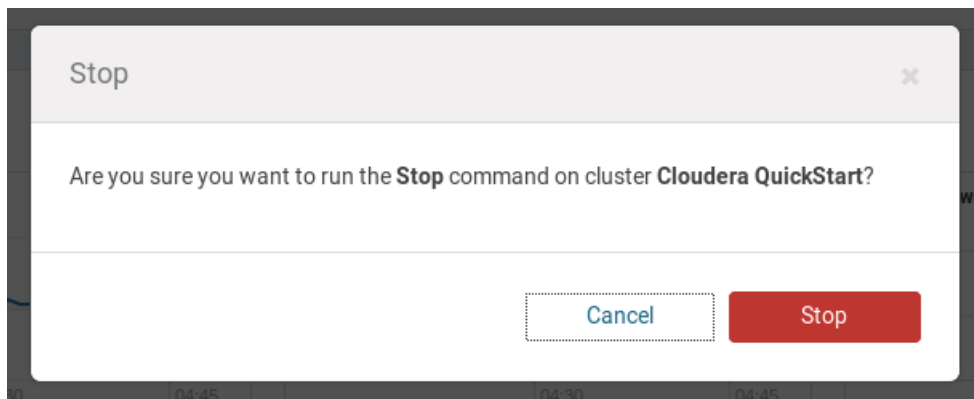 Stop
Are you sure you want to run the Stop command on cluster Cloudera QuickStart?
Cancel Stop
04:45 04:30 04:45